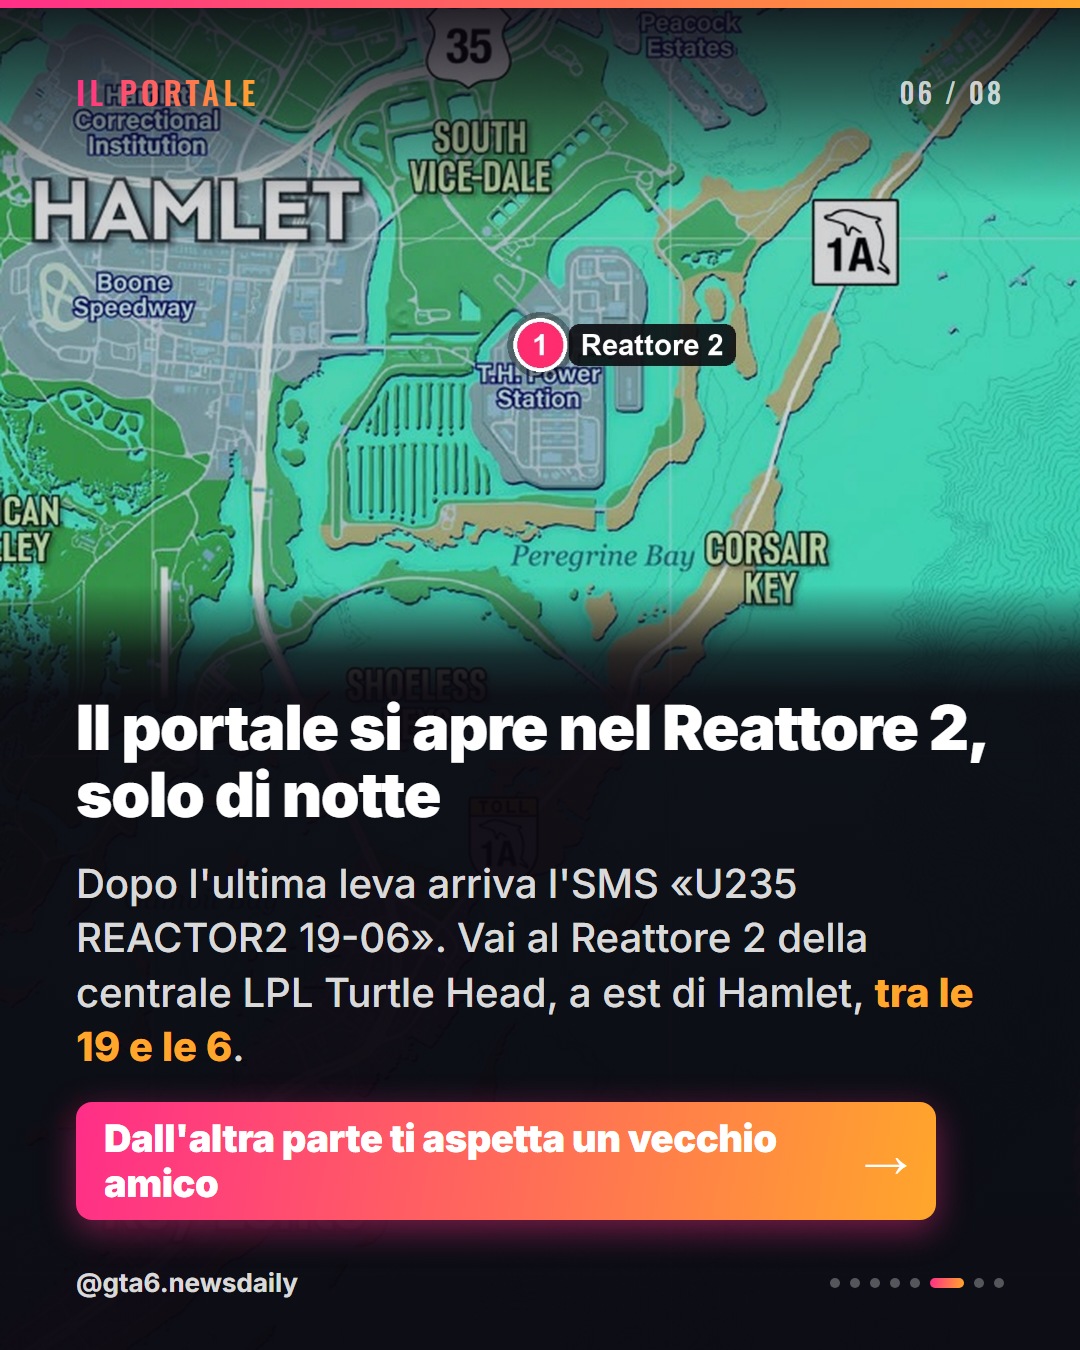 Peacock
Estates
35
IL PORTALE
06 / 08
Correctional
Institution
SOUTH
VICE-DALE
HAMLET
1A
Boone
Speedway
1
Reattore 2
T.H. Power
Station
CAN
LEY
Peregrine Bay
CORSAIR
KEY
SHOELESS
Il portale si apre nel Reattore 2,
solo di notte
TOLL
1A
Dopo l'ultima leva arriva l'SMS «U235
REACTOR2 19-06». Vai al Reattore 2 della
centrale LPL Turtle Head, a est di Hamlet, tra le
19 e le 6.
Dall'altra parte ti aspetta un vecchio
amico
→
@gta6.newsdaily